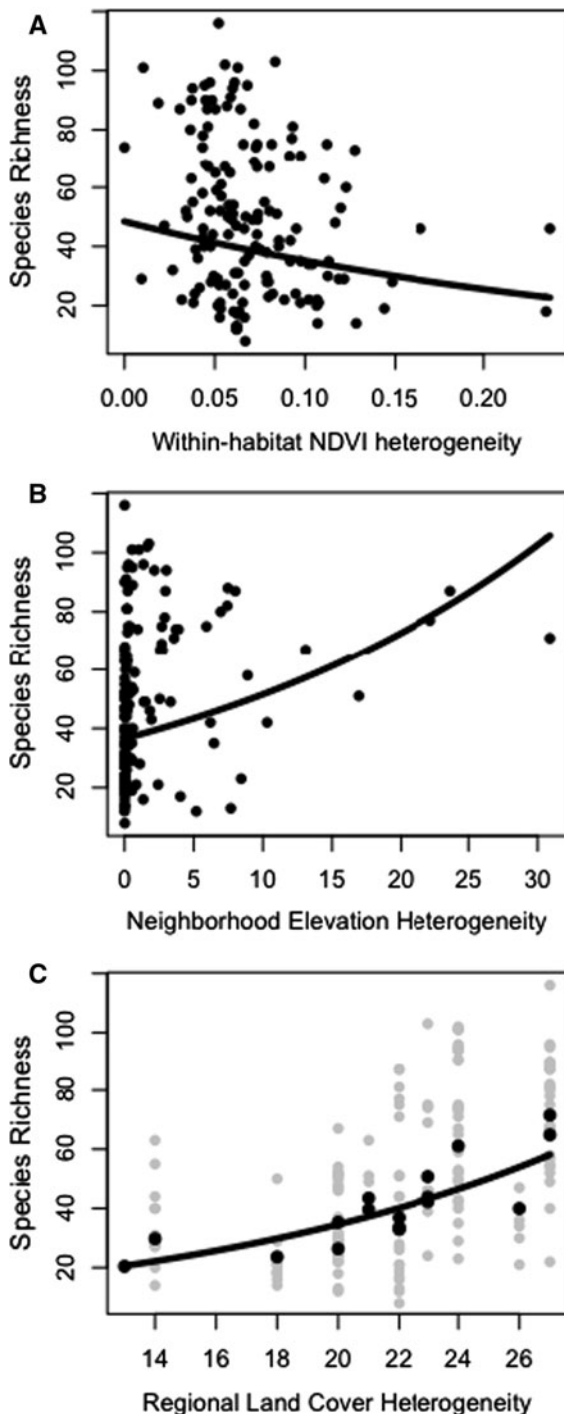 A
Species Richness
100
80
60
40
20
0.00 0.05 0.10 0.15 0.20
Within-habitat NDVI heterogeneity
B
Species Richness
100
80
60
40
20
0 5 10 15 20 25 30
Neighborhood Elevation Heterogeneity
C
Species Richness
100
80
60
40
20
14 16 18 20 22 24 26
Regional Land Cover Heterogeneity